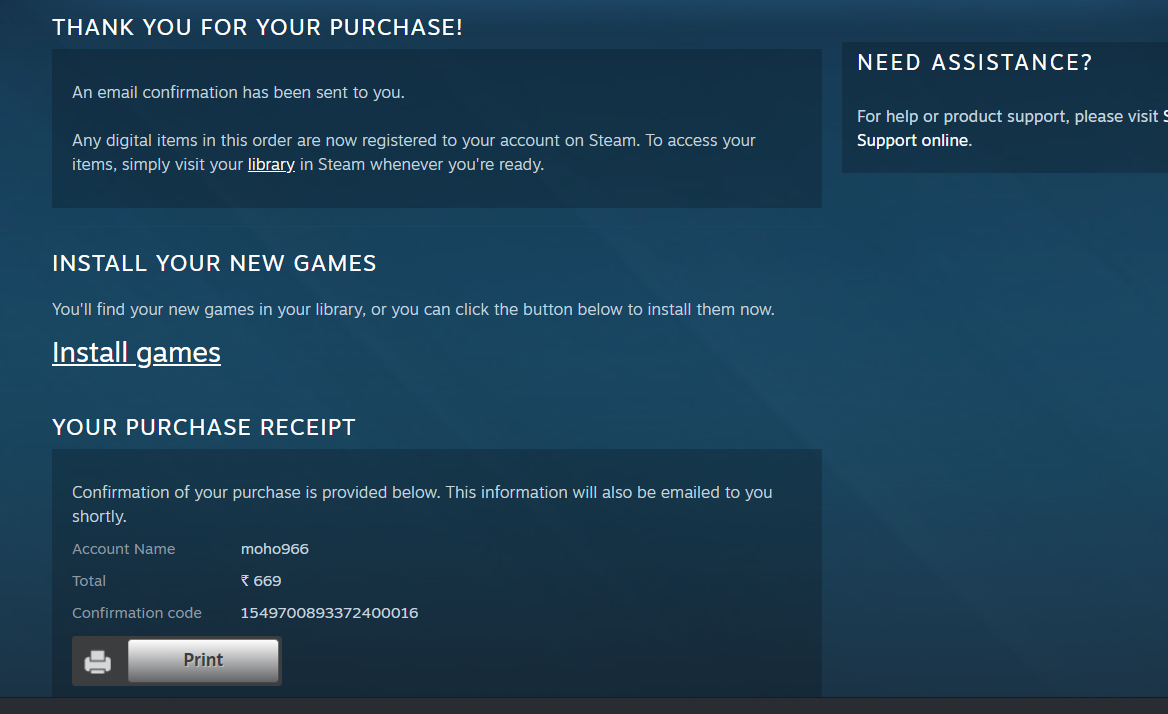 THANK YOU FOR YOUR PURCHASE!
An email confirmation has been sent to you.
Any digital items in this order are now registered to your account on Steam. To access your
items, simply visit your library in Steam whenever you're ready.
NEED ASSISTANCE?
For help or product support, please visit
Support online.
INSTALL YOUR NEW GAMES
You'll find your new games in your library, or you can click the button below to install them now.
Install games
YOUR PURCHASE RECEIPT
Confirmation of your purchase is provided below. This information will also be emailed to you
shortly.
Account Name moho966
Total ₹ 669
Confirmation code 1549700893372400016
Print